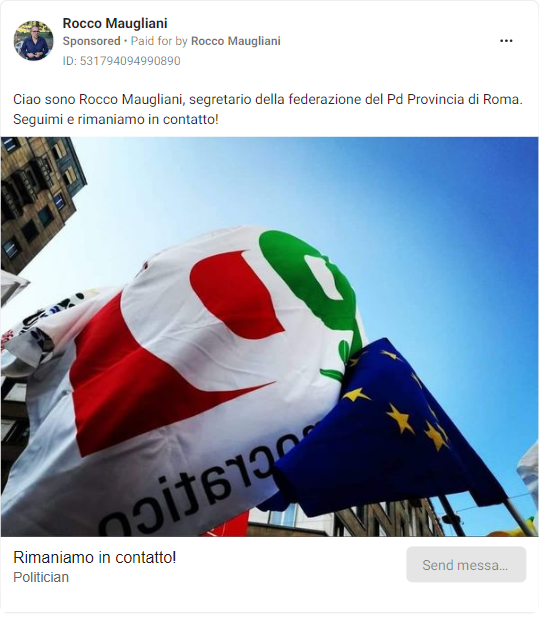 Rocco Maugliani
Sponsored • Paid for by Rocco Maugliani
ID: 531794094990890
Ciao sono Rocco Maugliani, segretario della federazione del Pd Provincia di Roma.
Seguimi e rimaniamo in contatto!
ocratico
Rimaniamo in contatto!
Politician
Send messa...